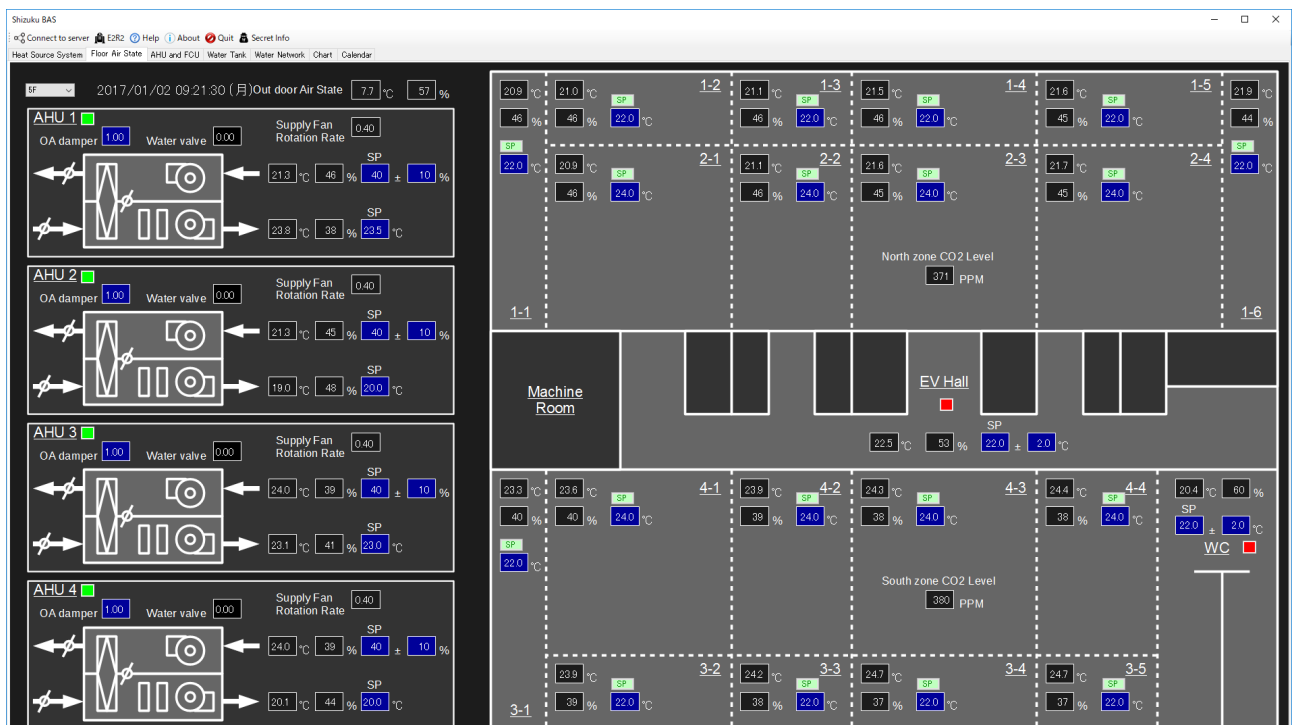 Shizuku BAS
Connect to server E2R2 Help About Quit Secret Info
Heat Source System Floor Air State AHU and FCU Water Tank Water Network Chart Calendar
5F 2017/01/02 09:21:30 (月) Out door Air State 7.7 ℃ 57 %
AHU 1
OA damper 1.00 Water valve 0.00 Supply Fan Rotation Rate 0.40
SP
21.3 ℃ 46 % 40 ± 10 %
SP
23.8 ℃ 38 % 23.5 ℃
AHU 2
OA damper 1.00 Water valve 0.00 Supply Fan Rotation Rate 0.40
SP
21.3 ℃ 45 % 40 ± 10 %
SP
19.0 ℃ 48 % 20.0 ℃
AHU 3
OA damper 1.00 Water valve 0.00 Supply Fan Rotation Rate 0.40
SP
24.0 ℃ 39 % 40 ± 10 %
SP
23.1 ℃ 41 % 23.0 ℃
AHU 4
OA damper 1.00 Water valve 0.00 Supply Fan Rotation Rate 0.40
SP
24.0 ℃ 39 % 40 ± 10 %
SP
20.1 ℃ 44 % 20.0 ℃
20.9 ℃ 21.0 ℃ 1-2 21.1 ℃ 1-3 21.5 ℃ 1-4 21.6 ℃ 1-5 21.9 ℃
SP SP SP SP
46 % 46 % 22.0 ℃ 46 % 22.0 ℃ 46 % 22.0 ℃ 45 % 22.0 ℃ 44 %
SP SP
22.0 ℃ 20.9 ℃ 2-1 21.1 ℃ 2-2 21.6 ℃ 2-3 21.7 ℃ 2-4 22.0 ℃
SP SP SP SP
46 % 24.0 ℃ 46 % 24.0 ℃ 45 % 24.0 ℃ 45 % 24.0 ℃
North zone CO2 Level
371 PPM
1-1 1-6
Machine
Room
EV Hall
SP
22.5 ℃ 53 % 22.0 ± 2.0 ℃
23.3 ℃ 23.6 ℃ 4-1 23.9 ℃ 4-2 24.3 ℃ 4-3 24.4 ℃ 4-4 20.4 ℃ 60 %
SP SP SP SP SP
40 % 40 % 24.0 ℃ 39 % 24.0 ℃ 38 % 24.0 ℃ 38 % 24.0 ℃ 22.0 ± 2.0 ℃
SP WC
22.0 ℃
South zone CO2 Level
380 PPM
23.9 ℃ 3-2 24.2 ℃ 3-3 24.7 ℃ 3-4 24.7 ℃ 3-5
SP SP SP SP
3-1 39 % 22.0 ℃ 38 % 22.0 ℃ 37 % 22.0 ℃ 37 % 22.0 ℃